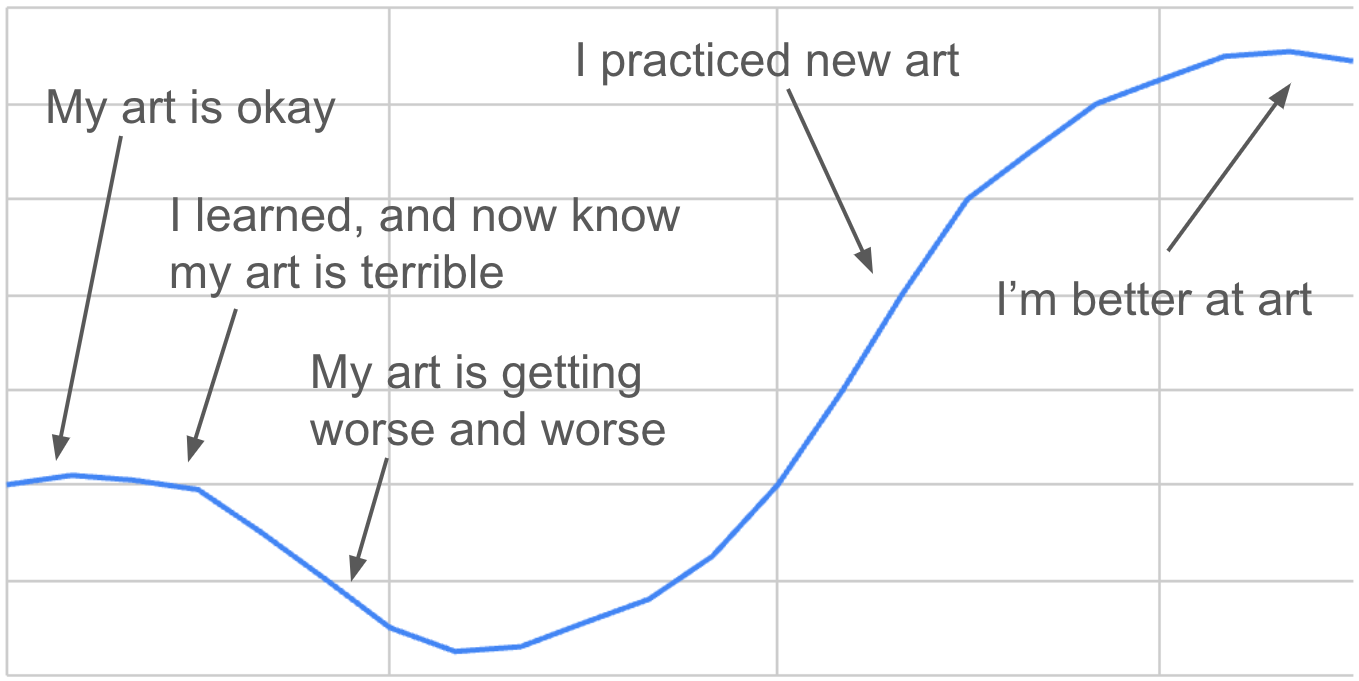 My art is okay
I learned, and now know
my art is terrible
My art is getting
worse and worse
I practiced new art
I’m better at art